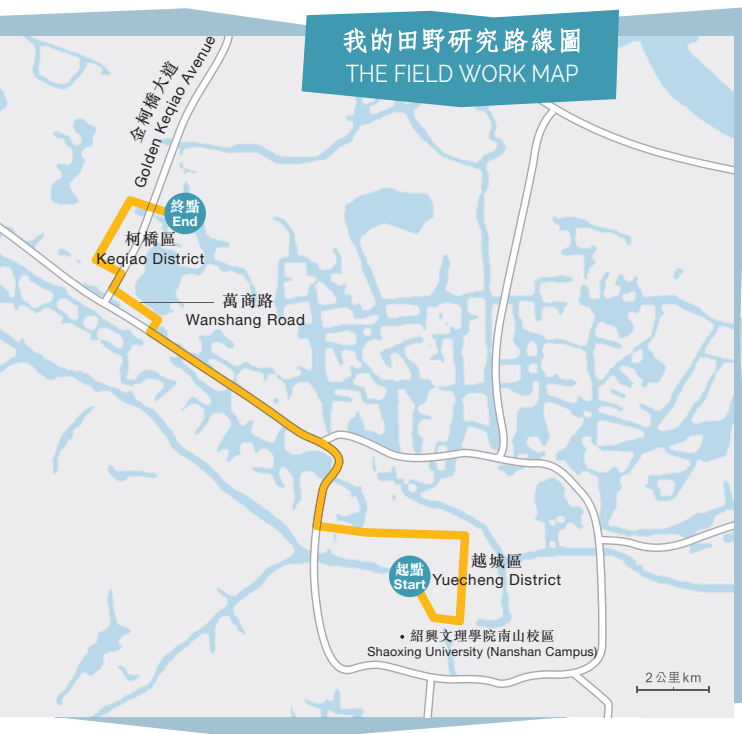 我的田野研究路線圖
THE FIELD WORK MAP
金柯橋大道
Golden Keqiao Avenue
終點
End
柯橋區
Keqiao District
萬商路
Wanshang Road
越城區
Yuecheng District
起點
Start
• 紹興文理學院南山校區
Shaoxing University (Nanshan Campus)
2公里km